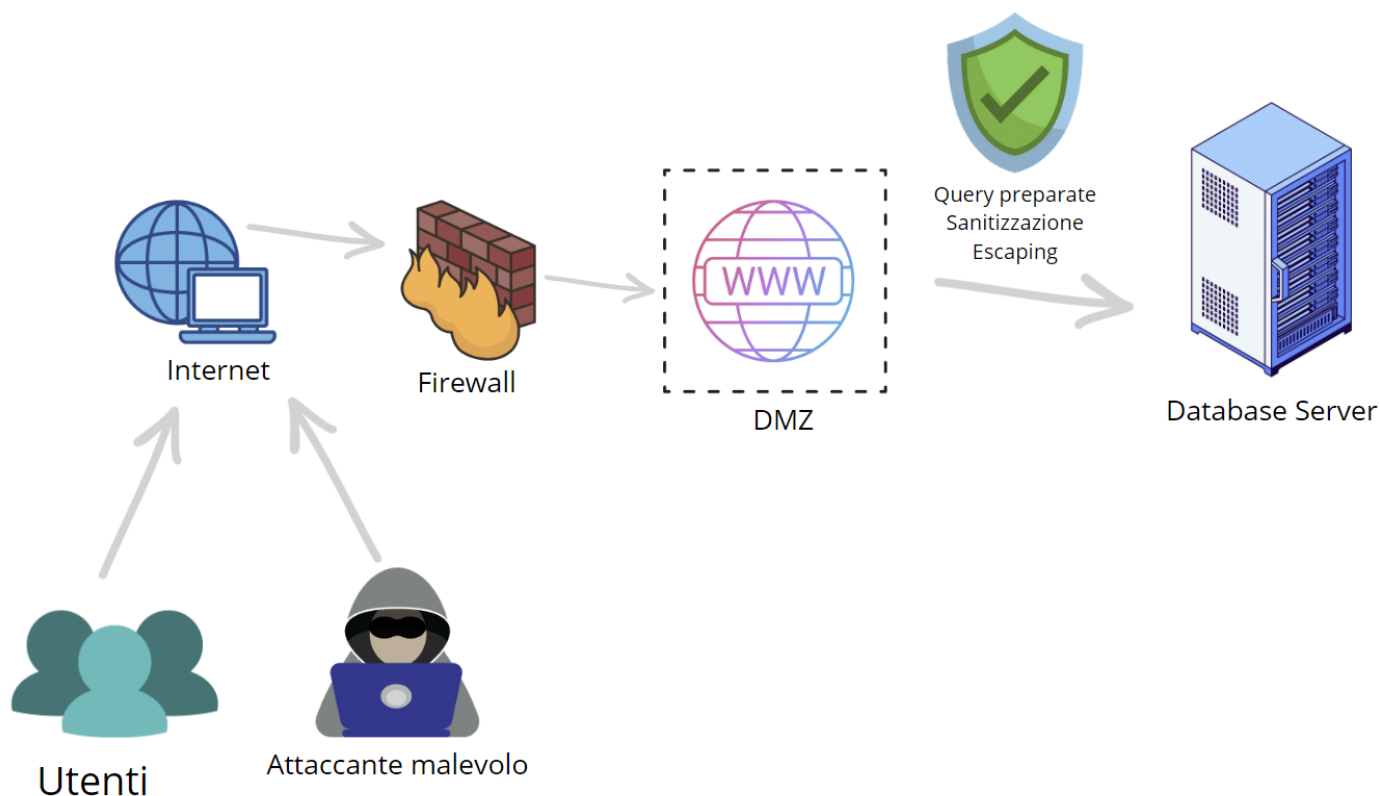 Query preparate
Sanitizzazione
Escaping
WWW
Internet
Firewall
DMZ
Database Server
Utenti
Attaccante malevolo